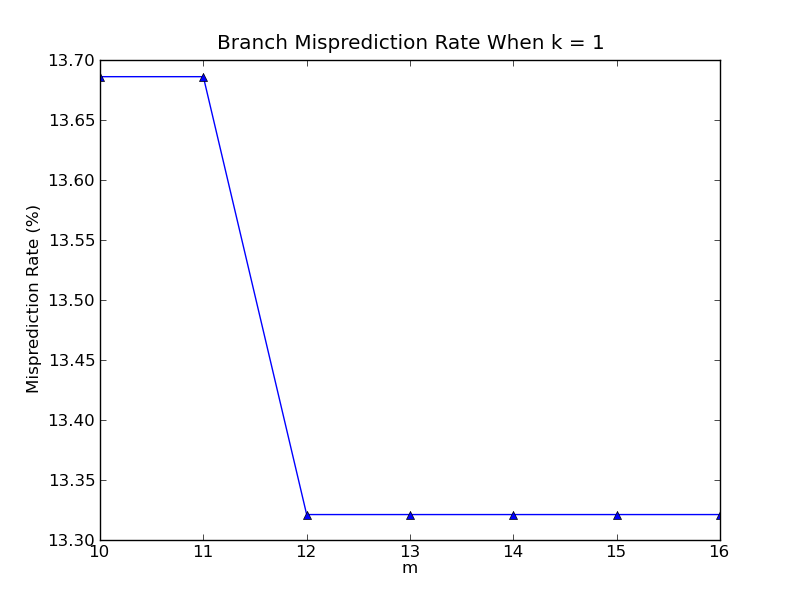 Branch Misprediction Rate When k = 1
13.70
13.65
13.60
13.55
13.50
13.45
13.40
13.35
13.30
Misprediction Rate (%)
10 11 12 13 14 15 16
m